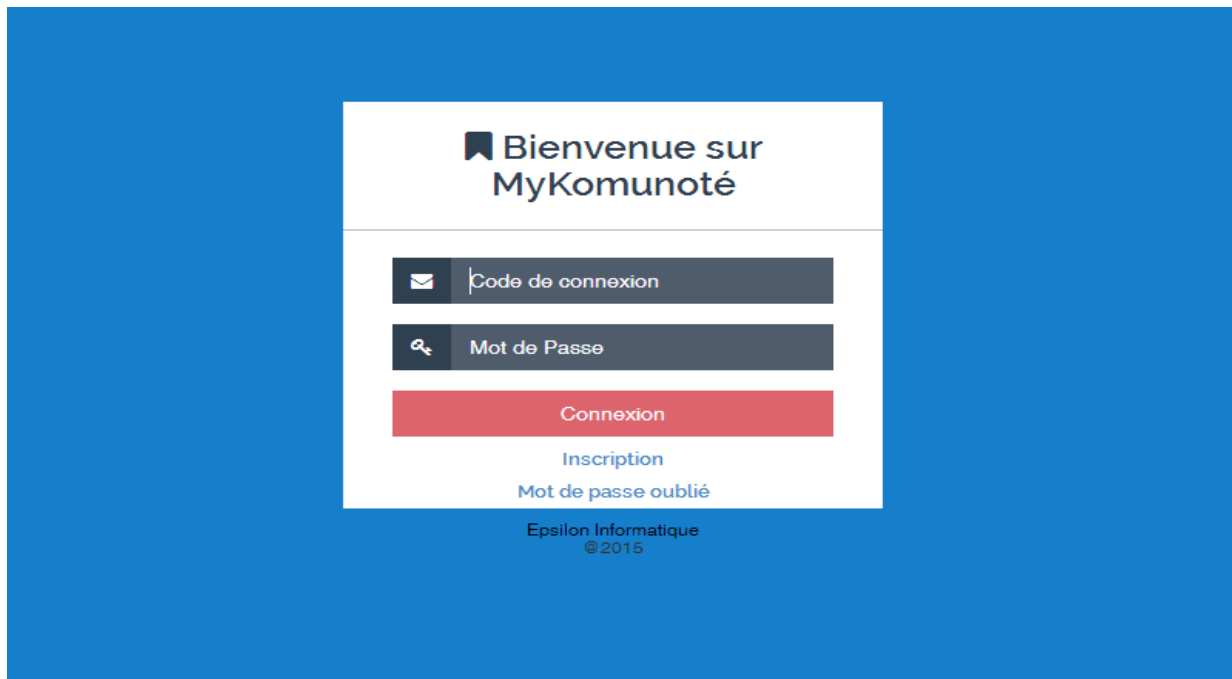 Bienvenue sur
MyKomunoté
Code de connexion
Mot de Passe
Connexion
Inscription
Mot de passe oublié
Epsilon Informatique
©2015